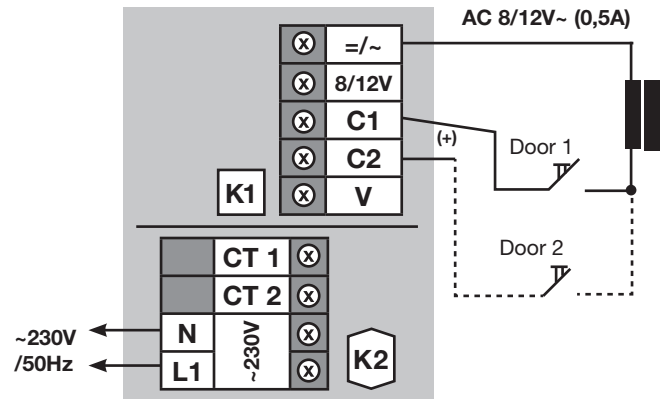 AC 8/12V~ (0,5A)
=/~
8/12V
C1
(+)
Door 1
C2
K1
V
Door 2
CT 1
CT 2
~230V
/50Hz
N
L1
~230V
K2